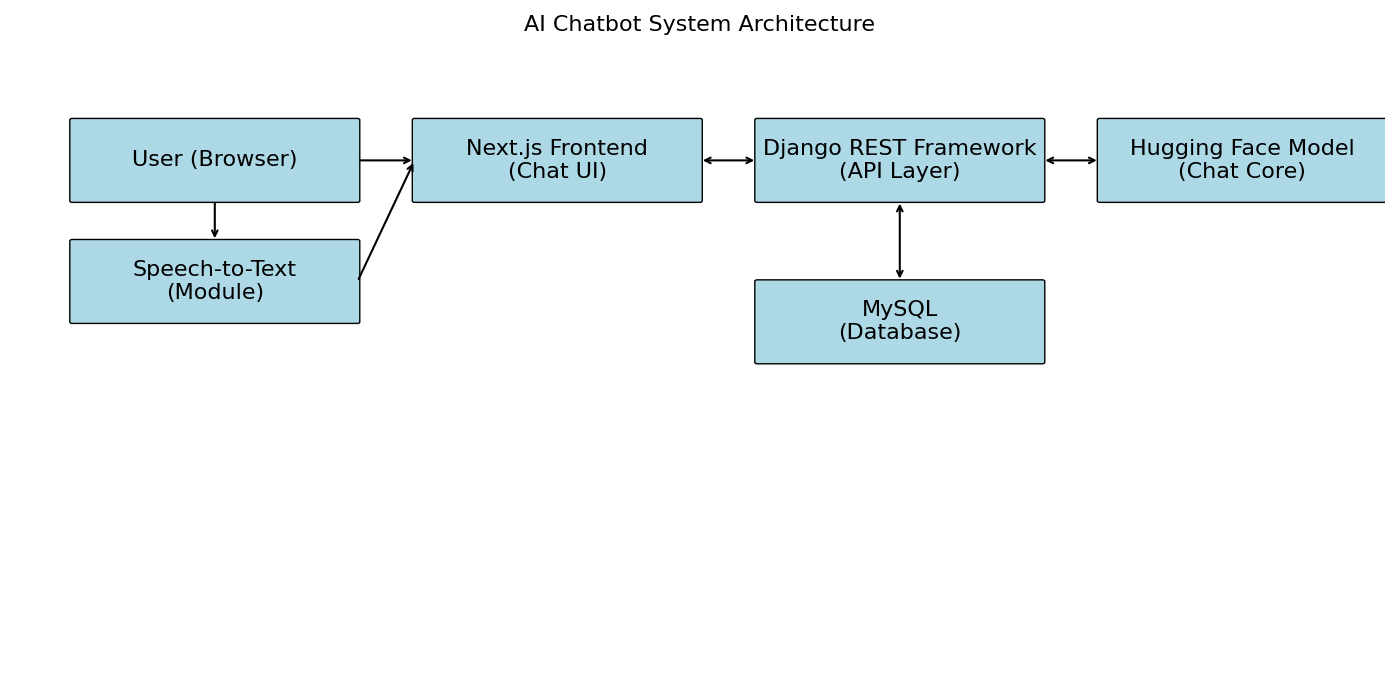 AI Chatbot System Architecture
User (Browser)
Next.js Frontend
(Chat UI)
Django REST Framework
(API Layer)
Hugging Face Model
(Chat Core)
Speech-to-Text
(Module)
MySQL
(Database)